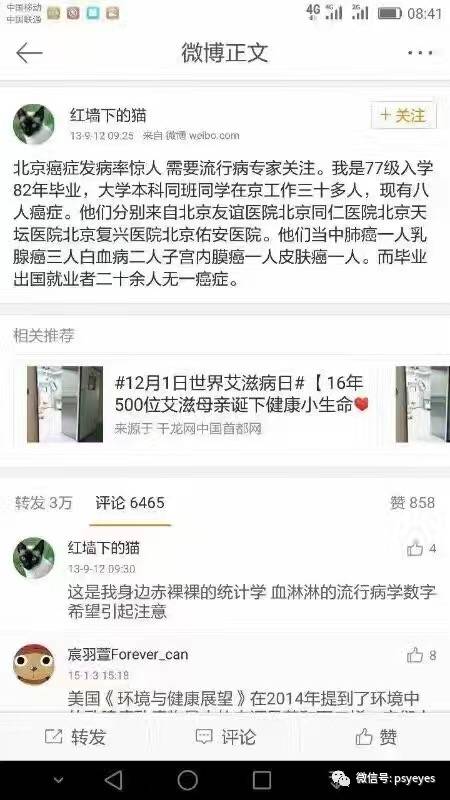 中国移动
中国联通
4G
4G
2G
08:41
微博正文
红墙下的猫
13-9-12 09:25 来自 微博 weibo.com
+关注
北京癌症发病率惊人 需要流行病专家关注。我是77级入学
82年毕业，大学本科同班同学在京工作三十多人，现有八
人癌症。他们分别来自北京友谊医院北京同仁医院北京天
坛医院北京复兴医院北京佑安医院。他们当中肺癌一人乳
腺癌三人白血病二人子宫内膜癌一人皮肤癌一人。而毕业
出国就业者二十余人无一癌症。
相关推荐
#12月1日世界艾滋病日#【 16年
500位艾滋母亲诞下健康小生命❤
来源于 千龙网中国首都网
转发 3万 评论 6465 赞 858
红墙下的猫
4
13-9-12 09:30
这是我身边赤裸裸的统计学 血淋淋的流行病学数字
希望引起注意
宸羽萱Forever_can
8
15-1-3 15:18
美国《环境与健康展望》在2014年提到了环境中
转发 评论 赞
微信号: psyeyes